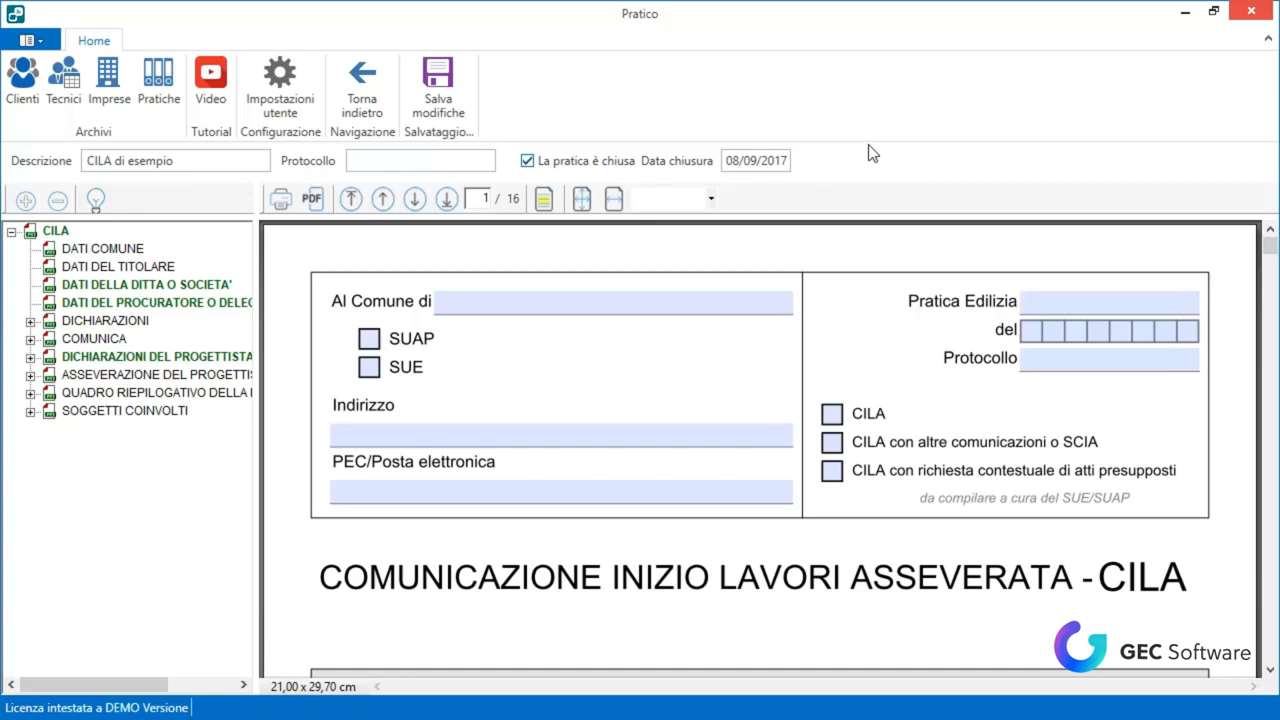 Pratico
Home
Clienti
Tecnici
Imprese
Pratiche
Video
Impostazioni
utente
Torna
indietro
Salva
modifiche
Archivi
Tutorial
Configurazione
Navigazione
Salvataggio...
Descrizione CILA di esempio Protocollo La pratica è chiusa Data chiusura 08/09/2017
PDF 1 / 16
CILA
DATI COMUNE
DATI DEL TITOLARE
DATI DELLA DITTA O SOCIETA'
DATI DEL PROCURATORE O DELEG
DICHIARAZIONI
COMUNICA
DICHIARAZIONI DEL PROGETTISTA
ASSEVERAZIONE DEL PROGETTIS
QUADRO RIEPILOGATIVO DELLA
SOGGETTI COINVOLTI
Al Comune di
SUAP
SUE
Indirizzo
PEC/Posta elettronica
Pratica Edilizia
del
Protocollo
CILA
CILA con altre comunicazioni o SCIA
CILA con richiesta contestuale di atti presupposti
da compilare a cura del SUE/SUAP
COMUNICAZIONE INIZIO LAVORI ASSEVERATA - CILA
GEC Software
21,00 x 29,70 cm
Licenza intestata a DEMO Versione